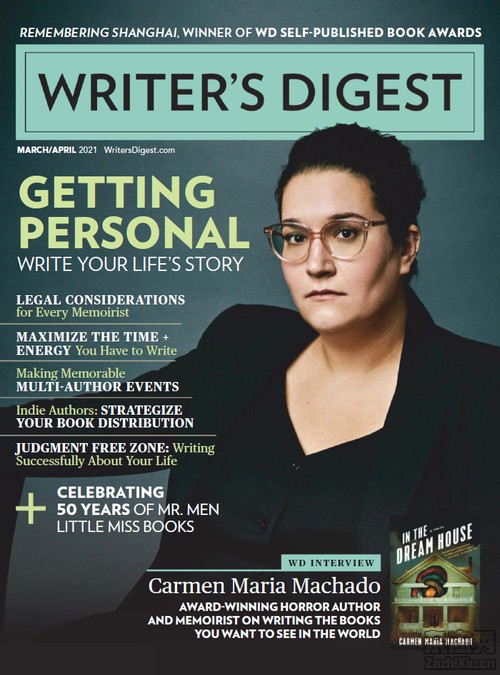 REMEMBERING SHANGHAI, WINNER OF WD SELF-PUBLISHED BOOK AWARDS
WRITER'S DIGEST
MARCH/APRIL 2021 WritersDigest.com
GETTING
PERSONAL
WRITE YOUR LIFE'S STORY
LEGAL CONSIDERATIONS
for Every Memoirist
MAXIMIZE THE TIME +
ENERGY You Have to Write
Making Memorable
MULTI-AUTHOR EVENTS
Indie Authors: STRATEGIZE
YOUR BOOK DISTRIBUTION
JUDGMENT FREE ZONE: Writing
Successfully About Your Life
+ CELEBRATING
50 YEARS OF MR. MEN
LITTLE MISS BOOKS
WD INTERVIEW
Carmen Maria Machado
AWARD-WINNING HORROR AUTHOR
AND MEMOIRIST ON WRITING THE BOOKS
YOU WANT TO SEE IN THE WORLD
IN THE
DREAM HOUSE
CARMEN MARIA MACHADO
ZazhiXiu.cn